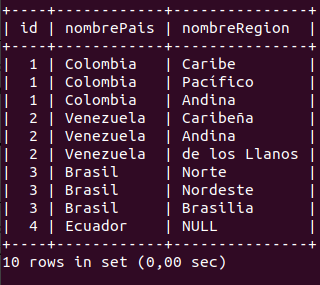 +----+------------+---------------+
| id | nombrePais | nombreRegion  |
+----+------------+---------------+
|  1 | Colombia   | Caribe        |
|  1 | Colombia   | Pacífico      |
|  1 | Colombia   | Andina        |
|  2 | Venezuela  | Caribeña      |
|  2 | Venezuela  | Andina        |
|  2 | Venezuela  | de los Llanos |
|  3 | Brasil     | Norte         |
|  3 | Brasil     | Nordeste      |
|  3 | Brasil     | Brasilia      |
|  4 | Ecuador    | NULL          |
+----+------------+---------------+
10 rows in set (0,00 sec)